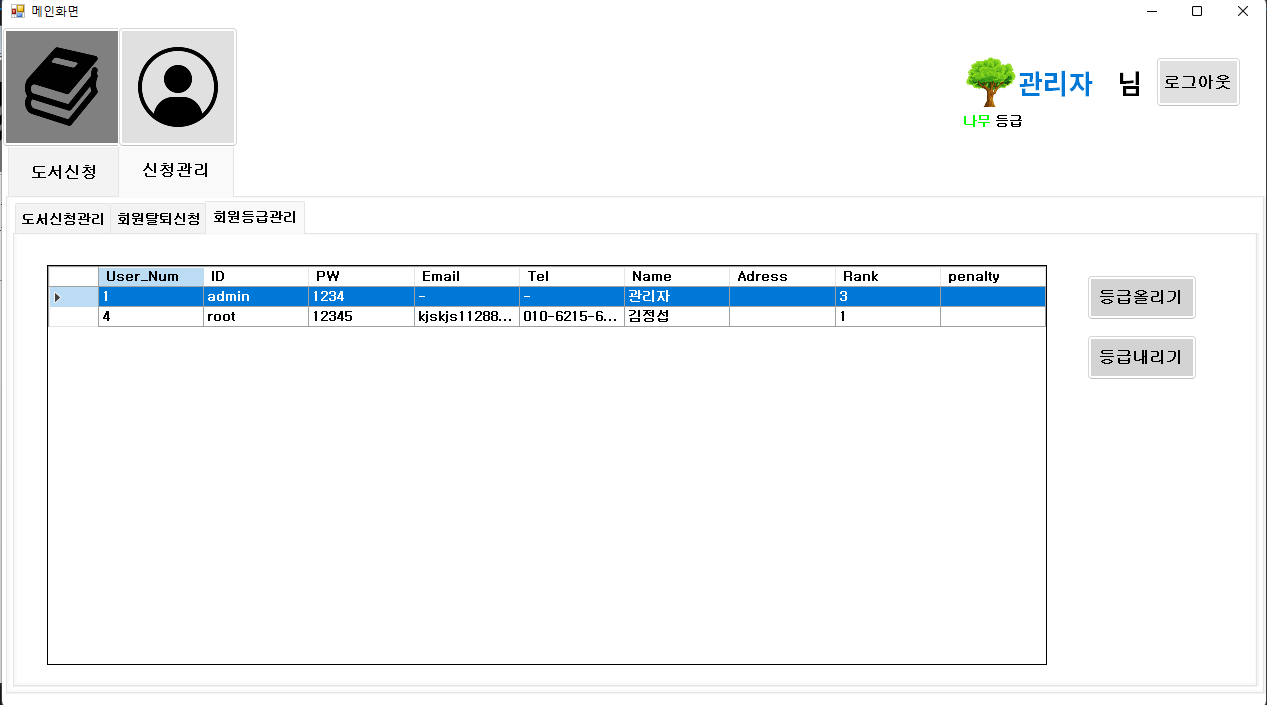 메인화면
관리자 님 로그아웃
나무 등급
도서신청 신청관리
도서신청관리 회원탈퇴신청 회원등급관리
User_Num ID PW Email Tel Name Adress Rank penalty
1 admin 1234 - - 관리자 3
4 root 12345 kjskjs11288... 010-6215-6... 김정섭 1
등급올리기
등급내리기